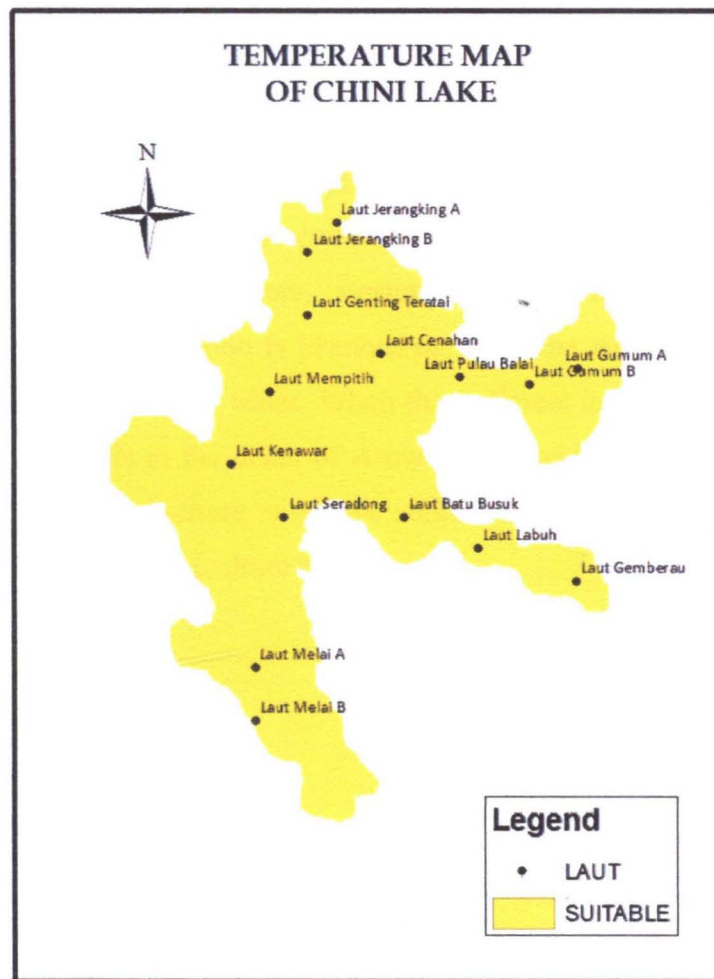 TEMPERATURE MAP
OF CHINI LAKE
N
Laut Jerangking A
Laut Jerangking B
Laut Genting Teratai
Laut Cenahan
Laut Gumum A
Laut Pulau Balai
Laut Gumum B
Laut Mempitih
Laut Kenawar
Laut Seradong
Laut Batu Busuk
Laut Labuh
Laut Gemberau
Laut Melai A
Laut Melai B
Legend
LAUT
SUITABLE